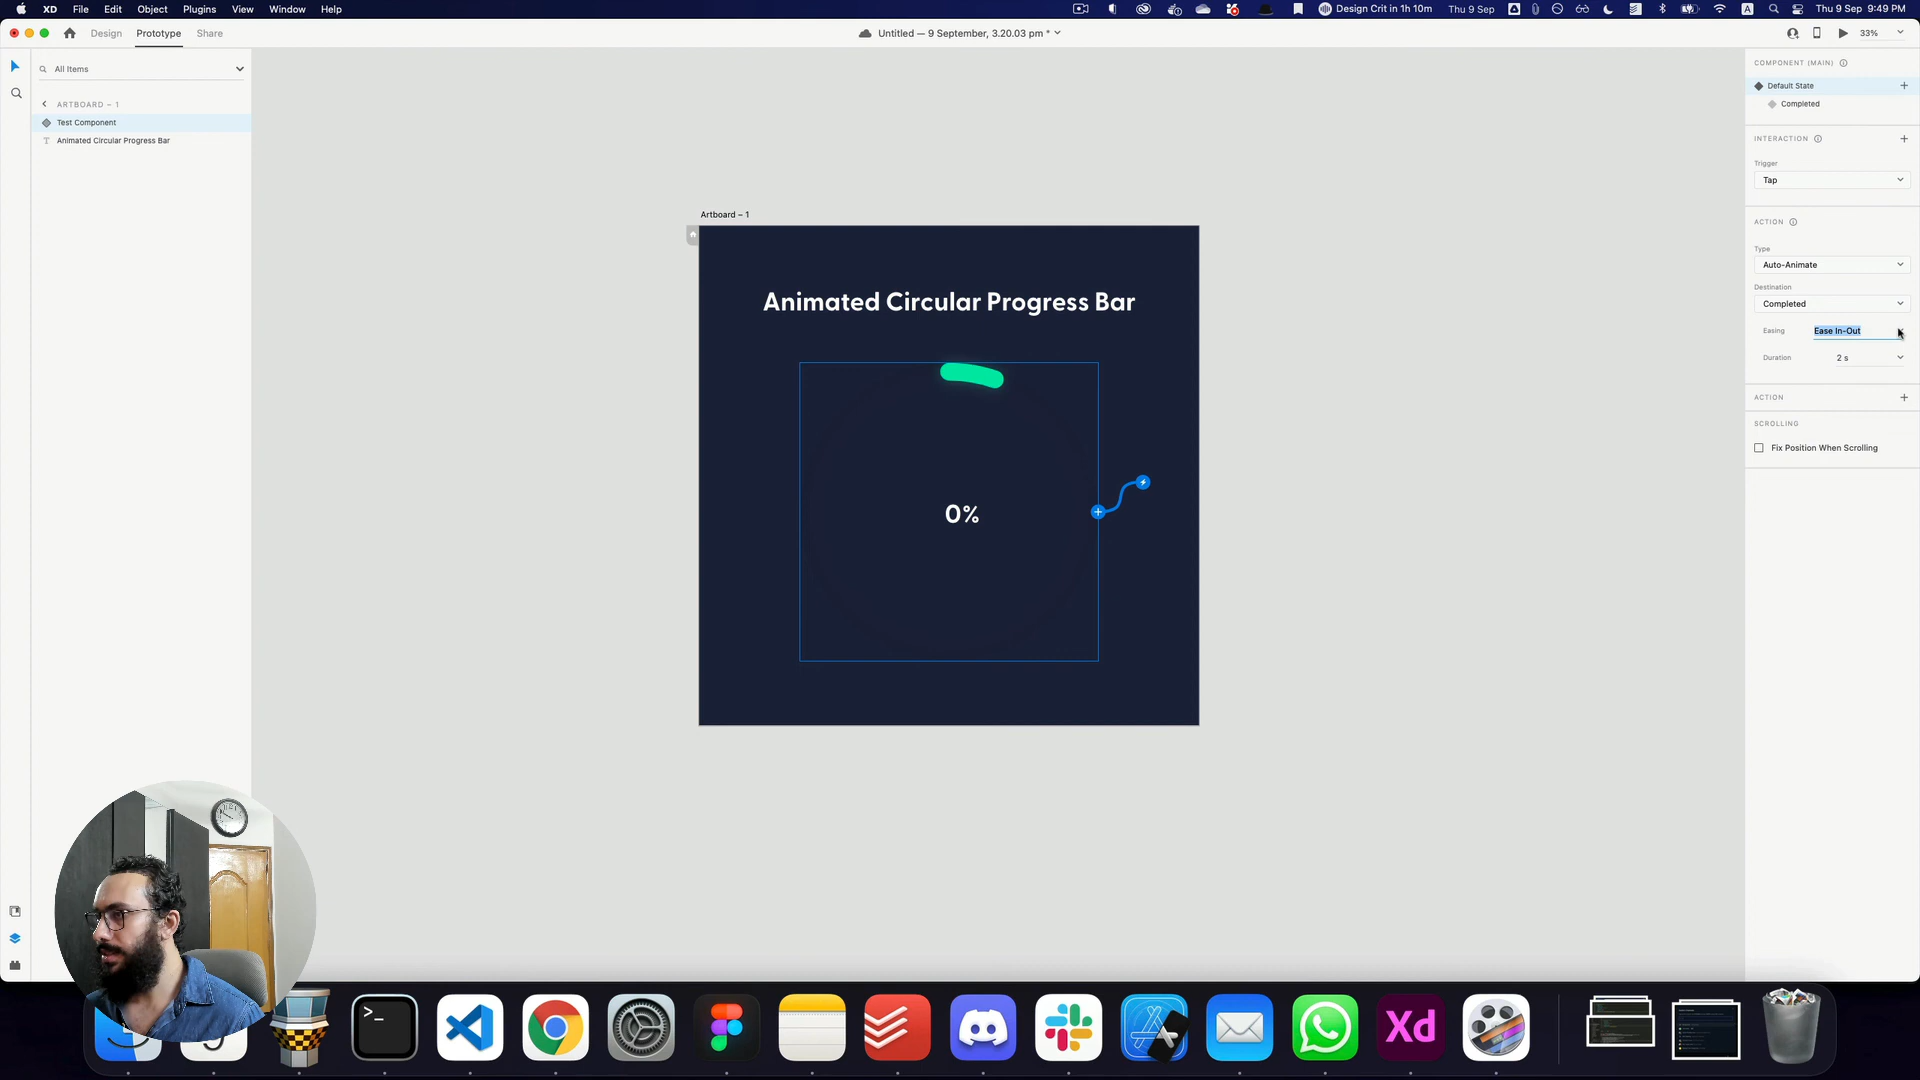 XD File Edit Object Plugins View Window Help
Design Crit in 1h 10m Thu 9 Sep A Thu 9 Sep 9:49 PM
Design Prototype Share
Untitled — 9 September, 3.20.03 pm *
33%
All Items
ARTBOARD – 1
Test Component
T Animated Circular Progress Bar
Artboard – 1
Animated Circular Progress Bar
0%
COMPONENT (MAIN)
Default State
Completed
INTERACTION
Trigger
Tap
ACTION
Type
Auto-Animate
Destination
Completed
Easing Ease In-Out
Duration 2 s
ACTION
SCROLLING
Fix Position When Scrolling
>_
Xd